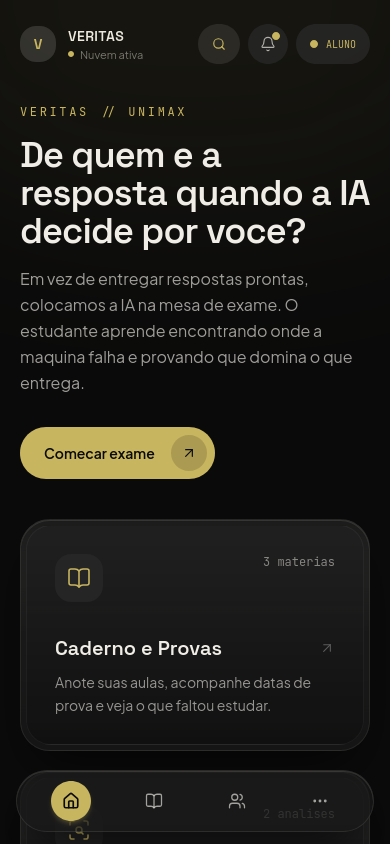 V
VERITAS
Nuvem ativa
ALUNO
VERITAS // UNIMAX
De quem e a
resposta quando a IA
decide por voce?
Em vez de entregar respostas prontas,
colocamos a IA na mesa de exame. O
estudante aprende encontrando onde a
maquina falha e provando que domina o que
entrega.
Comecar exame
3 materias
Caderno e Provas
Anote suas aulas, acompanhe datas de
prova e veja o que faltou estudar.
2 analises